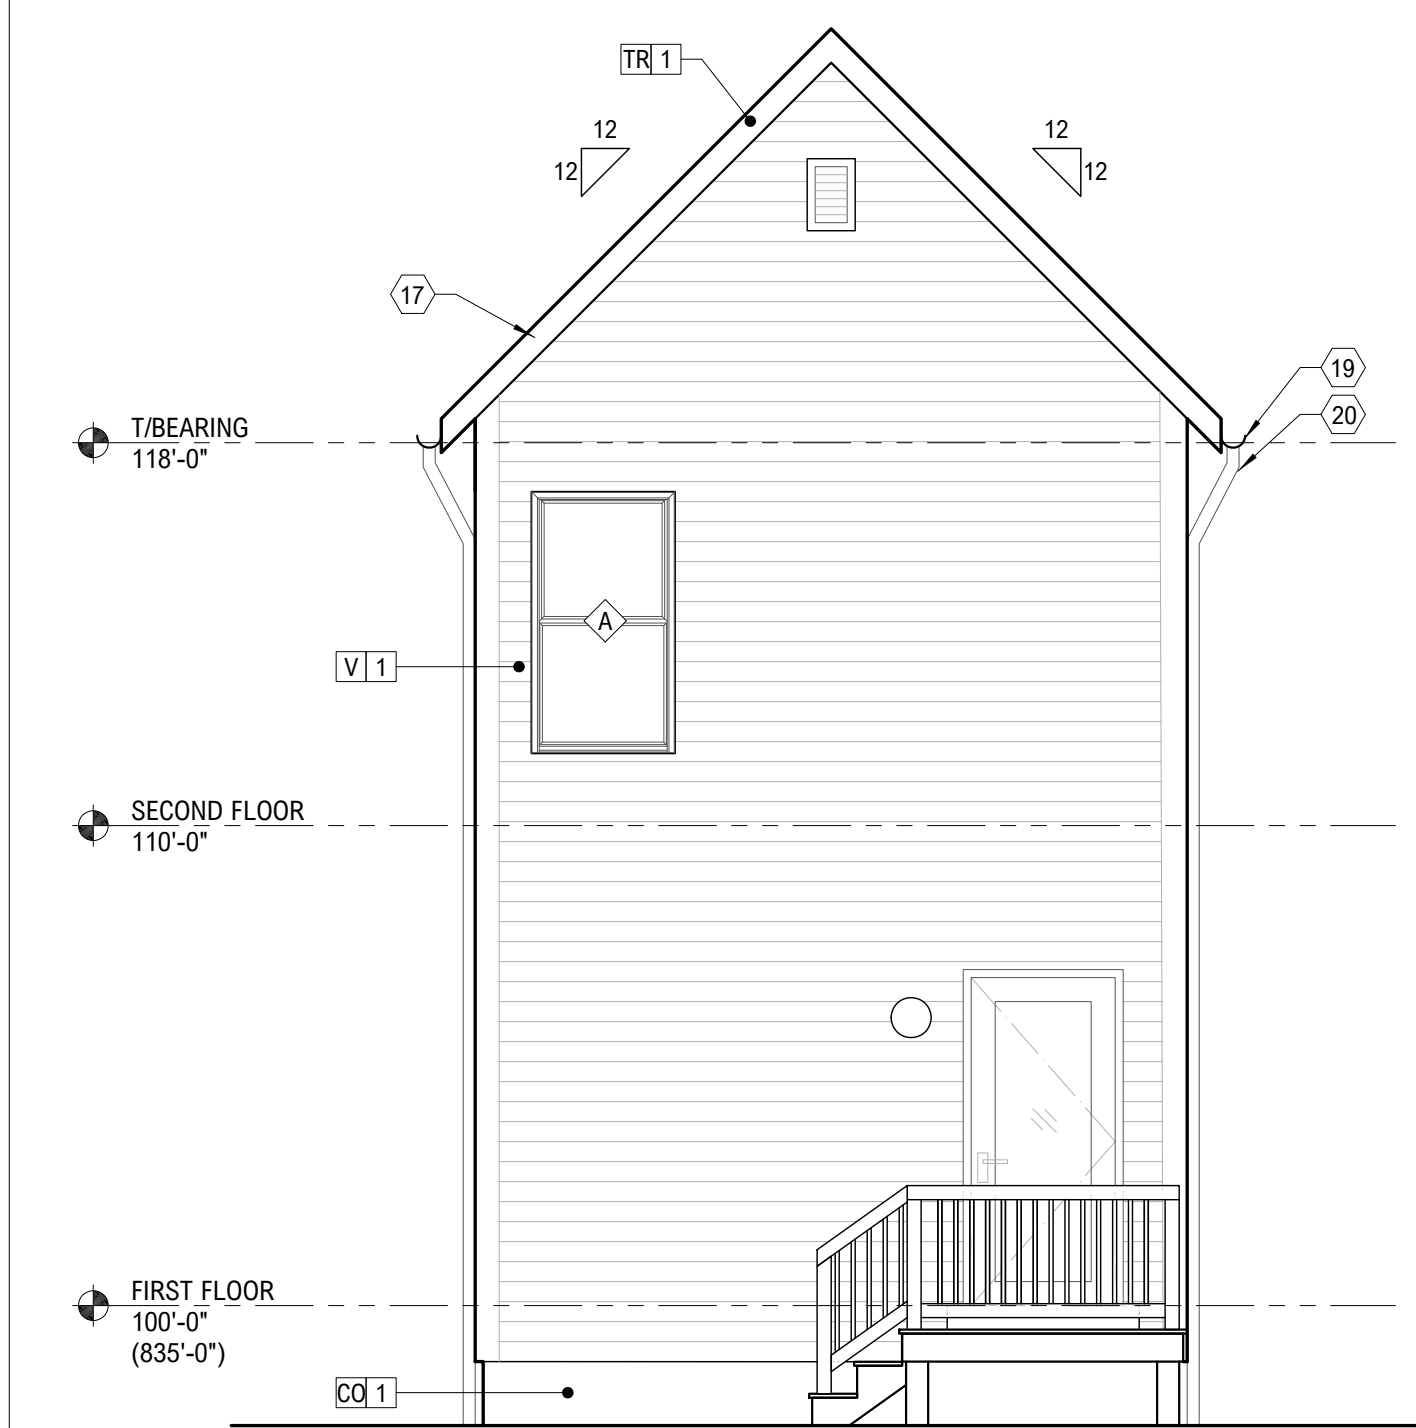 TR 1
12
12
12
12
17
19
20
T/BEARING
118'-0"
A
V 1
SECOND FLOOR
110'-0"
FIRST FLOOR
100'-0"
(835'-0")
CO 1